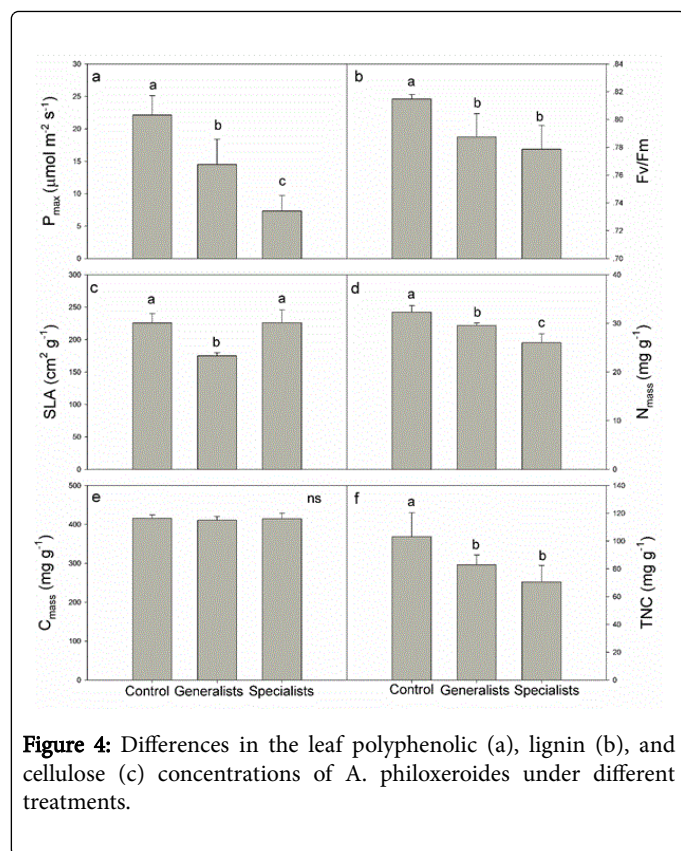 a
30
25
20
15
10
5
0
Pmax (μmol m-2 s-1)
a
b
c
b
.84
.82
.80
.78
.76
.74
.72
.70
Fv/Fm
a
b
b
c
300
250
200
150
100
50
0
SLA (cm2 g-1)
a
b
a
d
40
30
20
10
0
Nmass (mg g-1)
a
b
c
e
500
400
300
200
100
0
Cmass (mg g-1)
ns
Control Generalists Specialists
f
140
120
100
80
60
40
20
0
TNC (mg g-1)
a
b
b
Control Generalists Specialists
Figure 4: Differences in the leaf polyphenolic (a), lignin (b), and
cellulose (c) concentrations of A. philoxeroides under different
treatments.